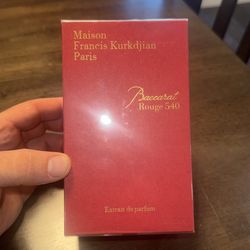 Maison
Francis Kurkdjian
Paris
Baccarat
Rouge 540
Extrait de parfum